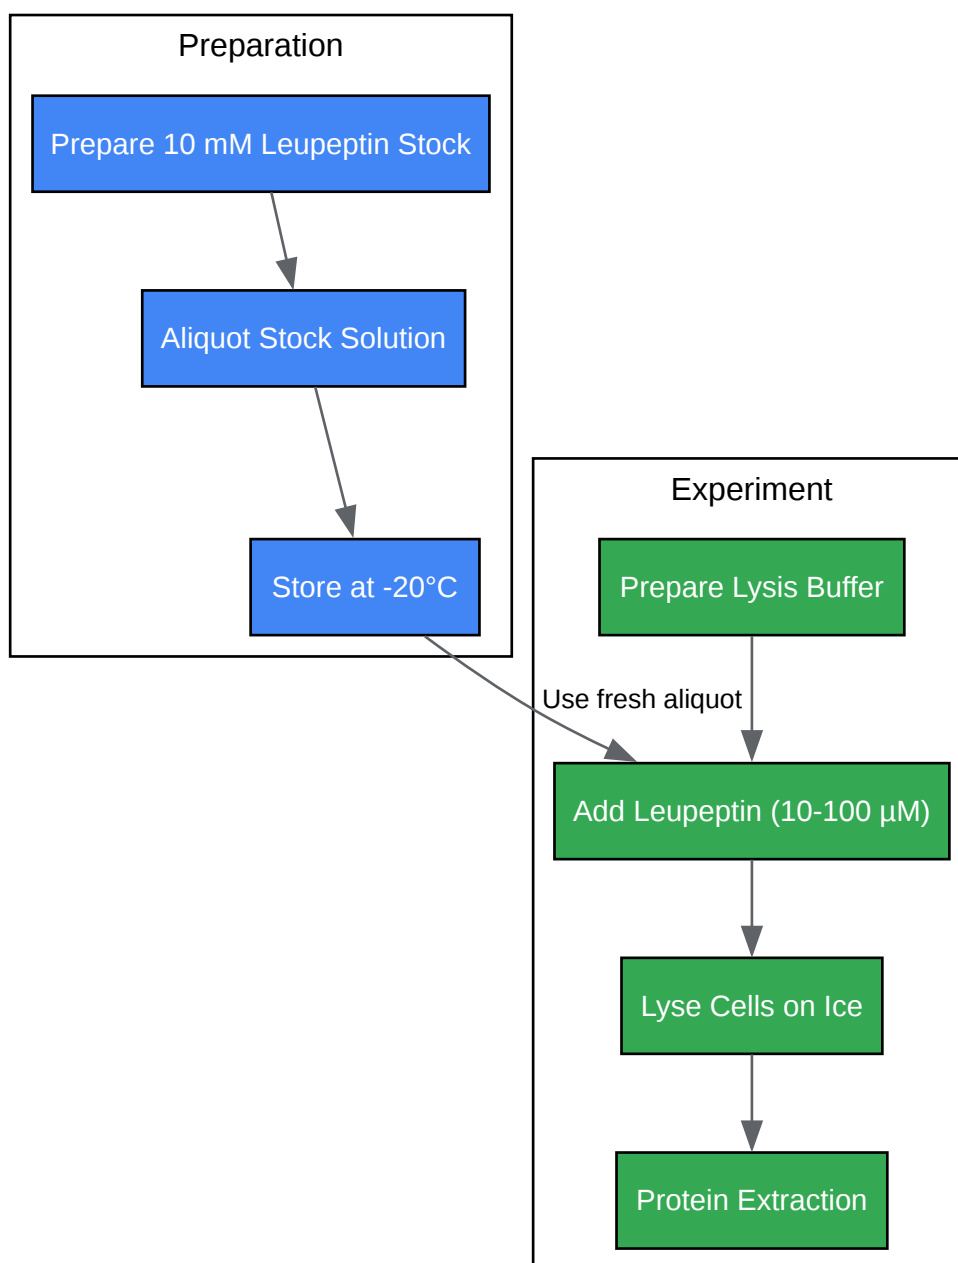 Preparation
Prepare 10 mM Leupeptin Stock
Aliquot Stock Solution
Store at -20°C
Experiment
Prepare Lysis Buffer
Use fresh aliquot
Add Leupeptin (10-100 µM)
Lyse Cells on Ice
Protein Extraction